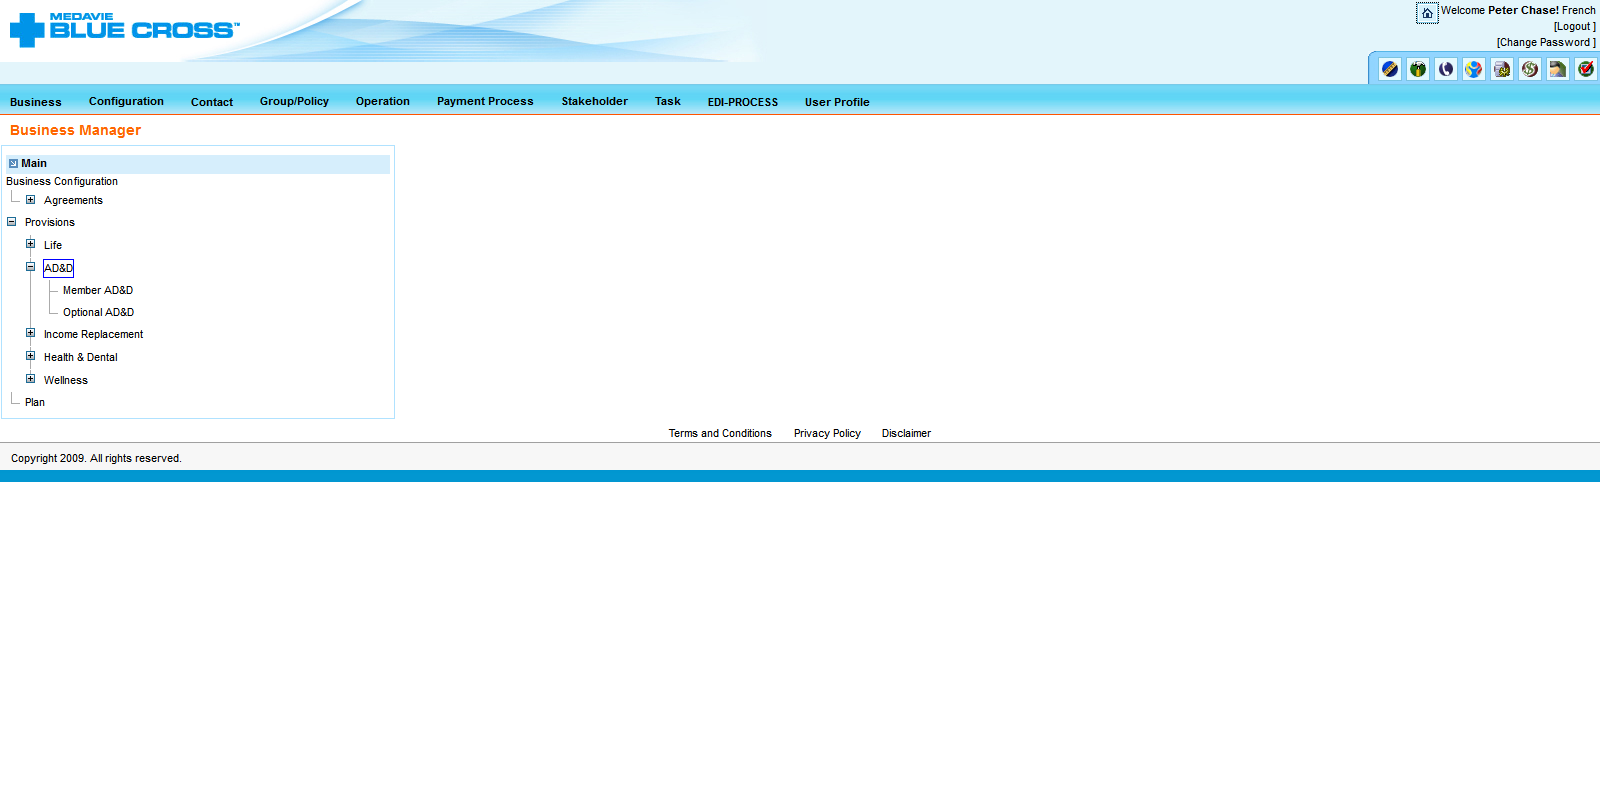 MEDAVIE
BLUE CROSS™
Welcome Peter Chase! French
[Logout ]
[Change Password ]
Business Configuration Contact Group/Policy Operation Payment Process Stakeholder Task EDI-PROCESS User Profile
Business Manager
Main
Business Configuration
Agreements
Provisions
Life
AD&D
Member AD&D
Optional AD&D
Income Replacement
Health & Dental
Wellness
Plan
Terms and Conditions Privacy Policy Disclaimer
Copyright 2009. All rights reserved.